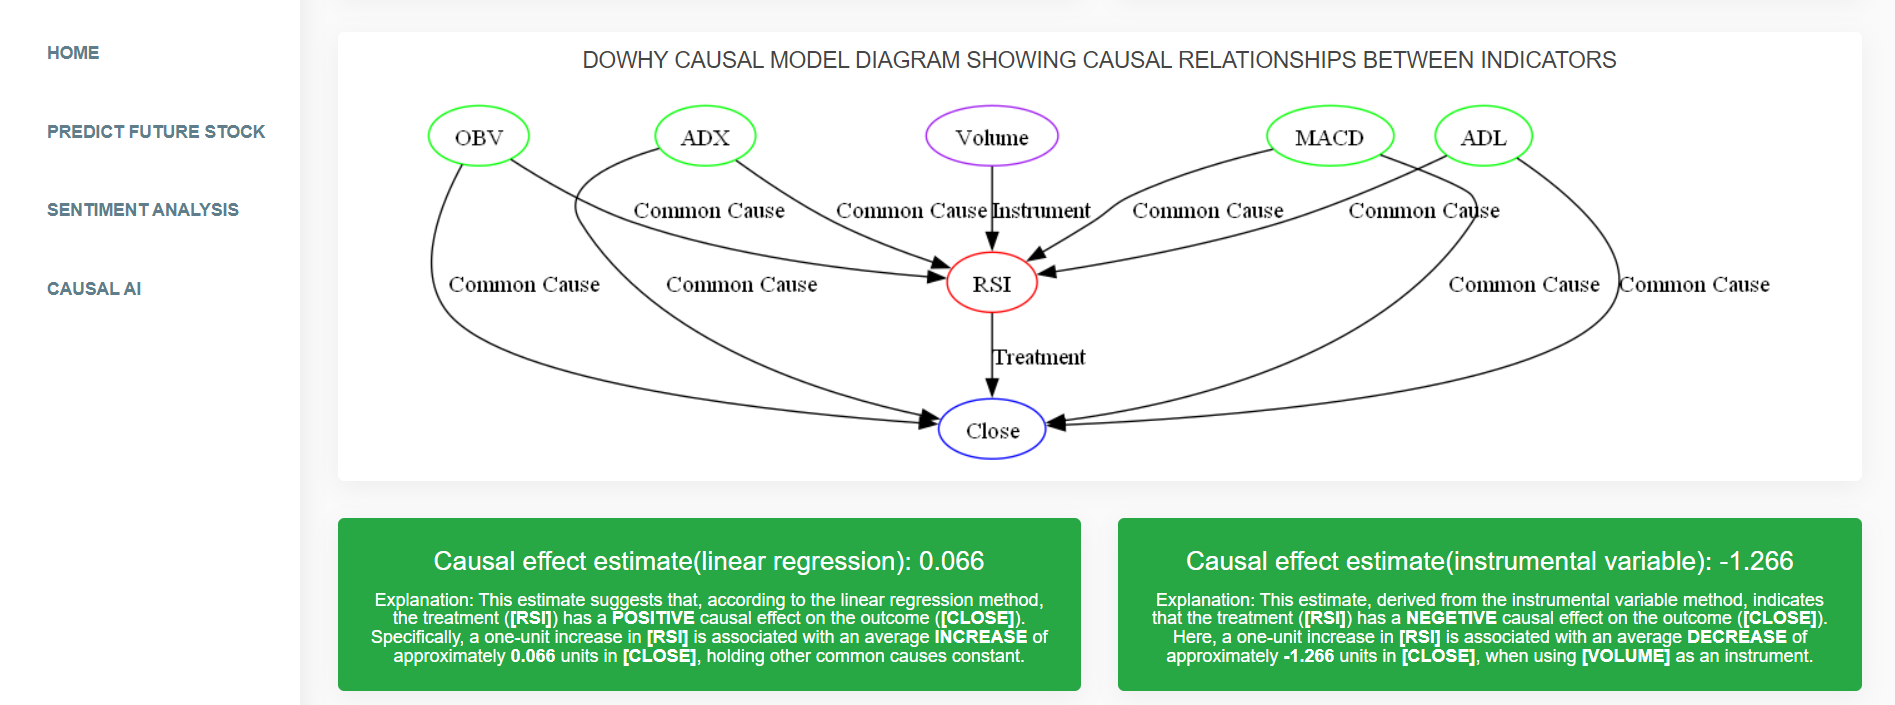 HOME
PREDICT FUTURE STOCK
SENTIMENT ANALYSIS
CAUSAL AI
DOWHY CAUSAL MODEL DIAGRAM SHOWING CAUSAL RELATIONSHIPS BETWEEN INDICATORS
OBV
ADX
Volume
MACD
ADL
Common Cause
Common Cause
Instrument
Common Cause
Common Cause
Common Cause
Common Cause
RSI
Common Cause
Common Cause
Treatment
Close
Causal effect estimate(linear regression): 0.066
Explanation: This estimate suggests that, according to the linear regression method,
the treatment ([RSI]) has a POSITIVE causal effect on the outcome ([CLOSE]).
Specifically, a one-unit increase in [RSI] is associated with an average INCREASE of
approximately 0.066 units in [CLOSE], holding other common causes constant.
Causal effect estimate(instrumental variable): -1.266
Explanation: This estimate, derived from the instrumental variable method, indicates
that the treatment ([RSI]) has a NEGETIVE causal effect on the outcome ([CLOSE]).
Here, a one-unit increase in [RSI] is associated with an average DECREASE of
approximately -1.266 units in [CLOSE], when using [VOLUME] as an instrument.